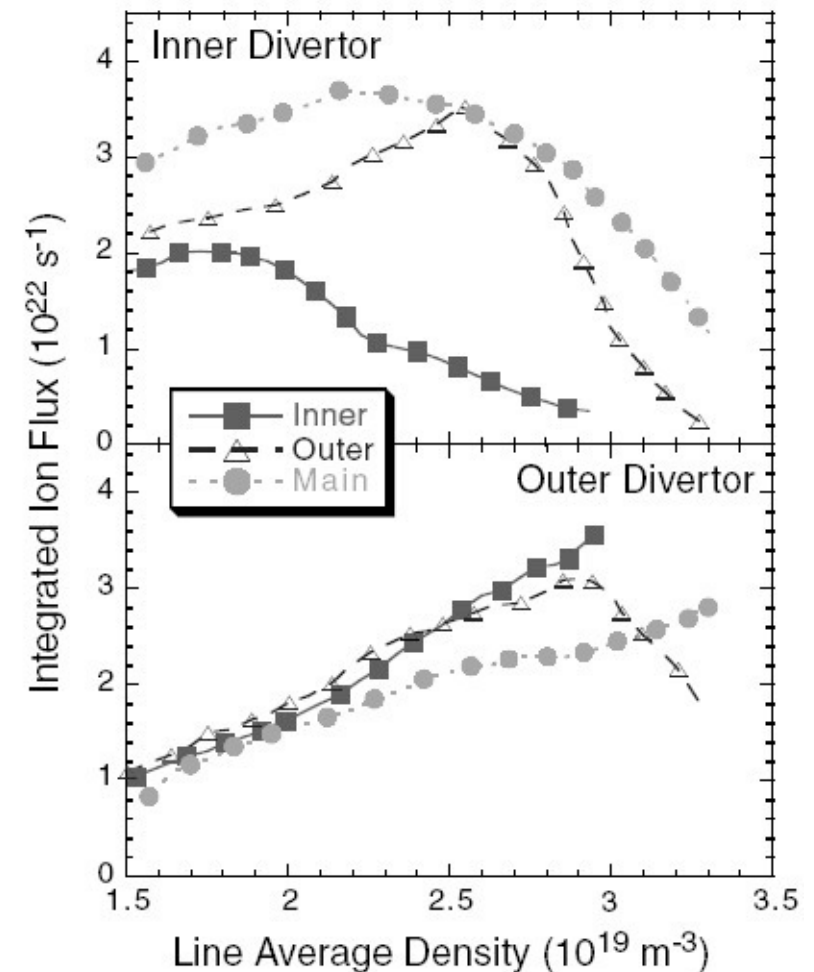 Inner Divertor
4
3
2
1
0
Integrated Ion Flux (10²² s⁻¹)
Inner
Outer
Main
Outer Divertor
4
3
2
1
0
1.5 2 2.5 3 3.5
Line Average Density (10¹⁹ m⁻³)